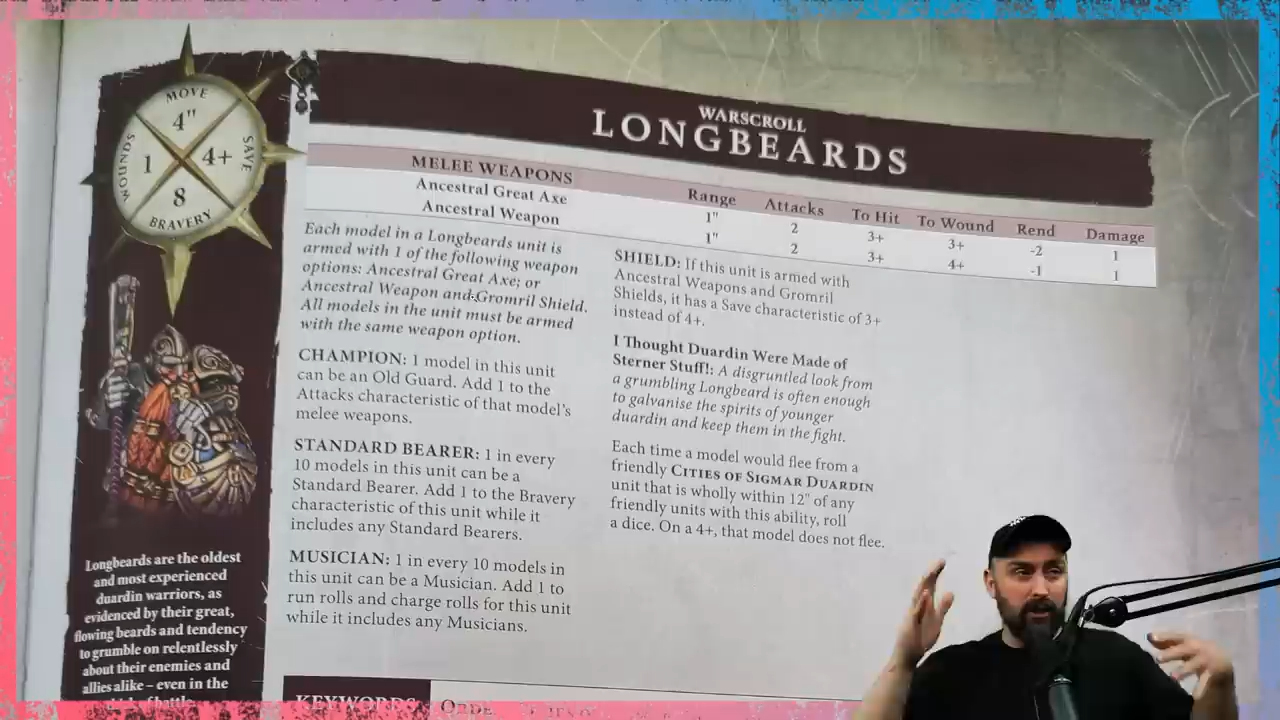 MOVE
4"
WOUNDS
1
4+
SAVE
8
BRAVERY
WARSCROLL
LONGBEARDS
MELEE WEAPONS Range Attacks To Hit To Wound Rend Damage
Ancestral Great Axe 1" 2 3+ 3+ -2 1
Ancestral Weapon 1" 2 3+ 4+ -1 1
Each model in a Longbeards unit is
armed with 1 of the following weapon
options: Ancestral Great Axe; or
Ancestral Weapon and Gromril Shield.
All models in the unit must be armed
with the same weapon option.
CHAMPION: 1 model in this unit
can be an Old Guard. Add 1 to the
Attacks characteristic of that model's
melee weapons.
STANDARD BEARER: 1 in every
10 models in this unit can be a
Standard Bearer. Add 1 to the Bravery
characteristic of this unit while it
includes any Standard Bearers.
MUSICIAN: 1 in every 10 models in
this unit can be a Musician. Add 1 to
run rolls and charge rolls for this unit
while it includes any Musicians.
SHIELD: If this unit is armed with
Ancestral Weapons and Gromril
Shields, it has a Save characteristic of 3+
instead of 4+.
I Thought Duardin Were Made of
Sterner Stuff!: A disgruntled look from
a grumbling Longbeard is often enough
to galvanise the spirits of younger
duardin and keep them in the fight.
Each time a model would flee from a
friendly CITIES OF SIGMAR DUARDIN
unit that is wholly within 12" of any
friendly units with this ability, roll
a dice. On a 4+, that model does not flee.
Longbeards are the oldest
and most experienced
duardin warriors, as
evidenced by their great,
flowing beards and tendency
to grumble on relentlessly
about their enemies and
allies alike – even in the
KEYWORDS